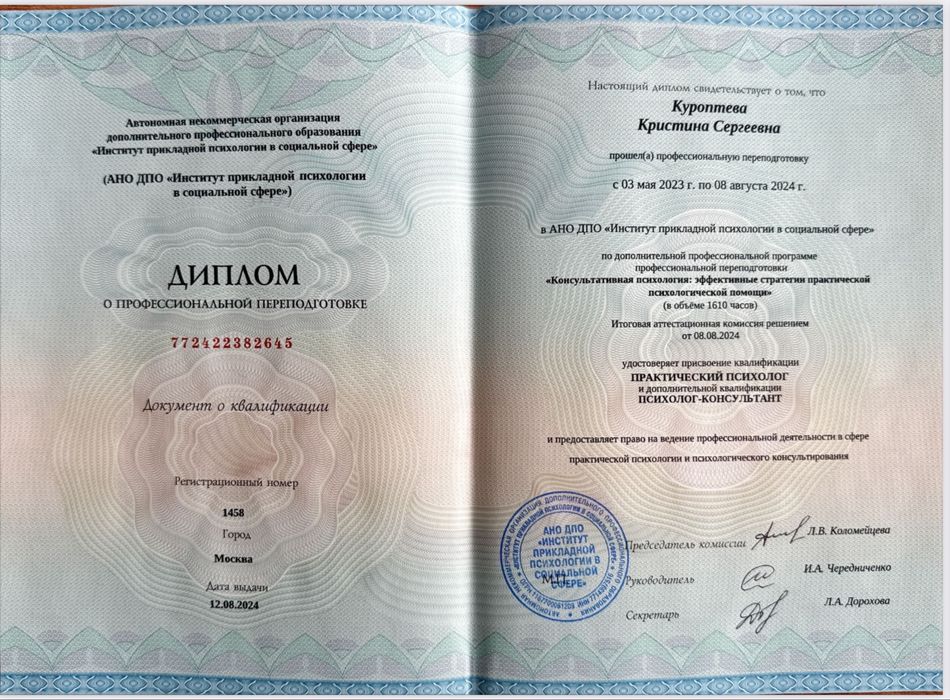 Автономная некоммерческая организация
дополнительного профессионального образования
«Институт прикладной психологии в социальной сфере»
(АНО ДПО «Институт прикладной психологии
в социальной сфере»)
ДИПЛОМ
О ПРОФЕССИОНАЛЬНОЙ ПЕРЕПОДГОТОВКЕ
772422382645
Документ о квалификации
Регистрационный номер
1458
Город
Москва
Дата выдачи
12.08.2024
Настоящий диплом свидетельствует о том, что
Куроптева
Кристина Сергеевна
прошел(а) профессиональную переподготовку
с 03 мая 2023 г. по 08 августа 2024 г.
в АНО ДПО «Институт прикладной психологии в социальной сфере»
по дополнительной профессиональной программе
профессиональной переподготовки
«Консультативная психология: эффективные стратегии практической
психологической помощи»
(в объёме 1610 часов)
Итоговая аттестационная комиссия решением
от 08.08.2024
удостоверяет присвоение квалификации
ПРАКТИЧЕСКИЙ ПСИХОЛОГ
и дополнительной квалификации
ПСИХОЛОГ-КОНСУЛЬТАНТ
и предоставляет право на ведение профессиональной деятельности в сфере
практической психологии и психологического консультирования
АНО ДПО
«ИНСТИТУТ
ПРИКЛАДНОЙ
ПСИХОЛОГИИ В
СОЦИАЛЬНОЙ
СФЕРЕ»
М.П.
Председатель комиссии Л.В. Коломейцева
Руководитель И.А. Чередниченко
Секретарь Л.А. Дорохова